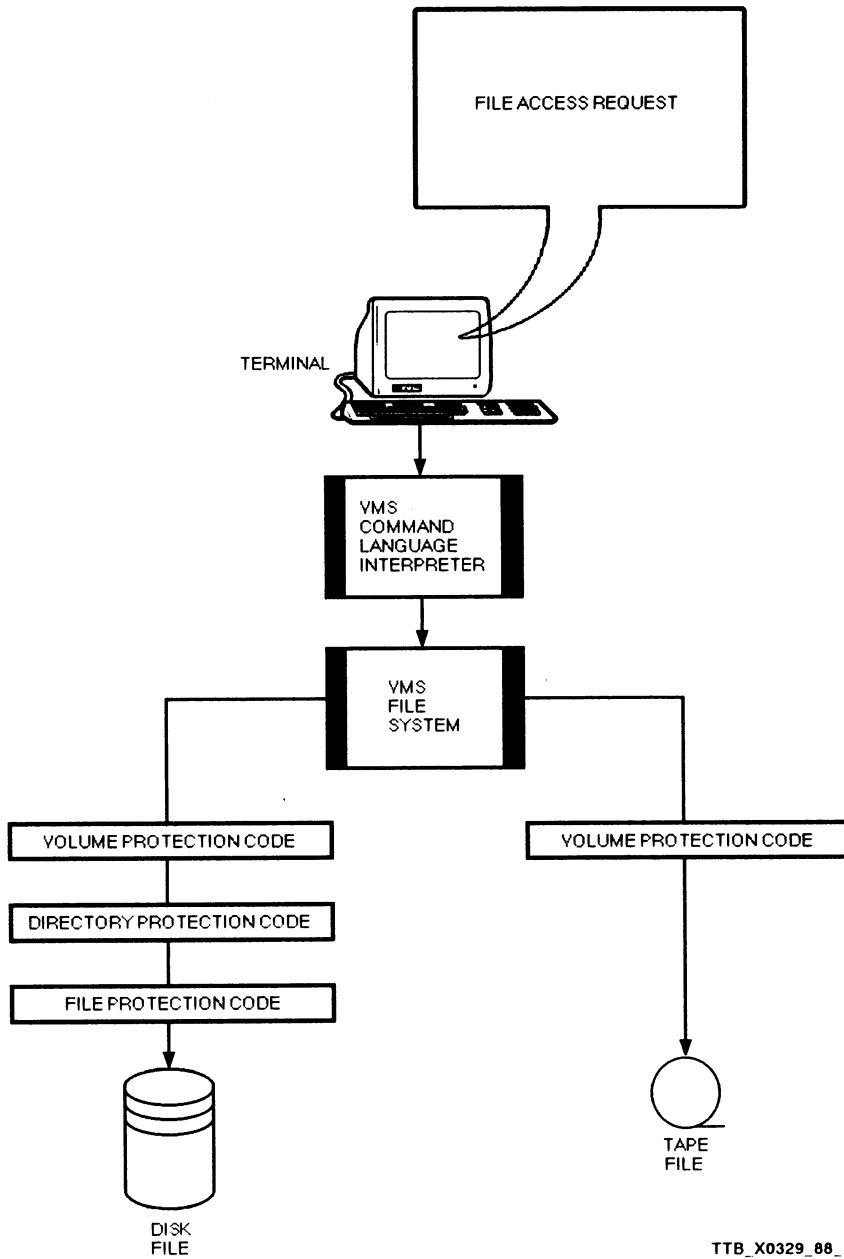 FILE ACCESS REQUEST
TERMINAL
VMS
COMMAND
LANGUAGE
INTERPRETER
VMS
FILE
SYSTEM
VOLUME PROTECTION CODE
VOLUME PROTECTION CODE
DIRECTORY PROTECTION CODE
FILE PROTECTION CODE
TAPE
FILE
DISK
FILE
TTB_X0329_88_